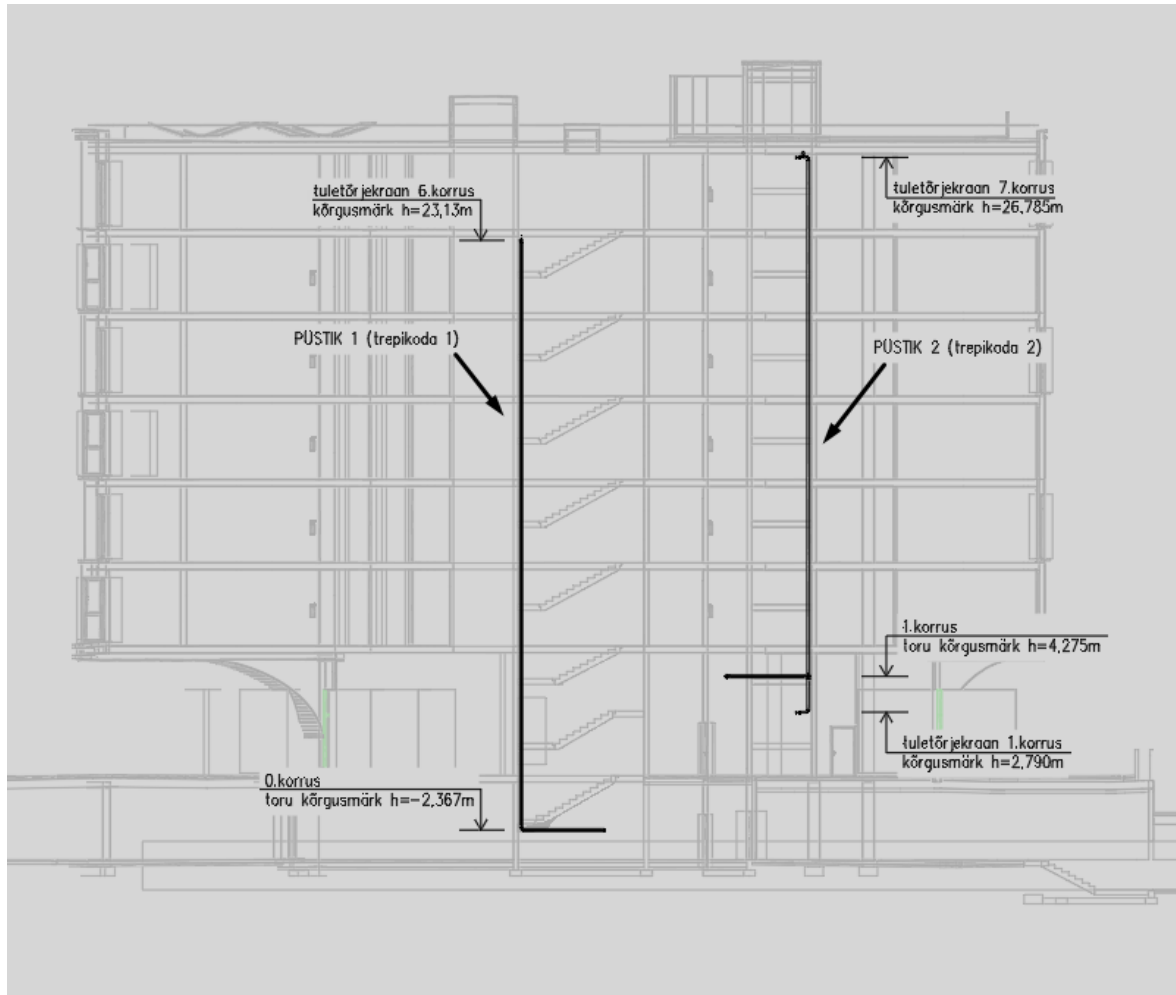 tuletõrjekraan 6.korrus
kõrgusmärk h=23,13m
tuletõrjekraan 7.korrus
kõrgusmärk h=26,785m
PÜSTIK 1 (trepikoda 1)
PÜSTIK 2 (trepikoda 2)
1.korrus
toru kõrgusmärk h=4,275m
tuletõrjekraan 1.korrus
kõrgusmärk h=2,790m
0.korrus
toru kõrgusmärk h=-2,367m